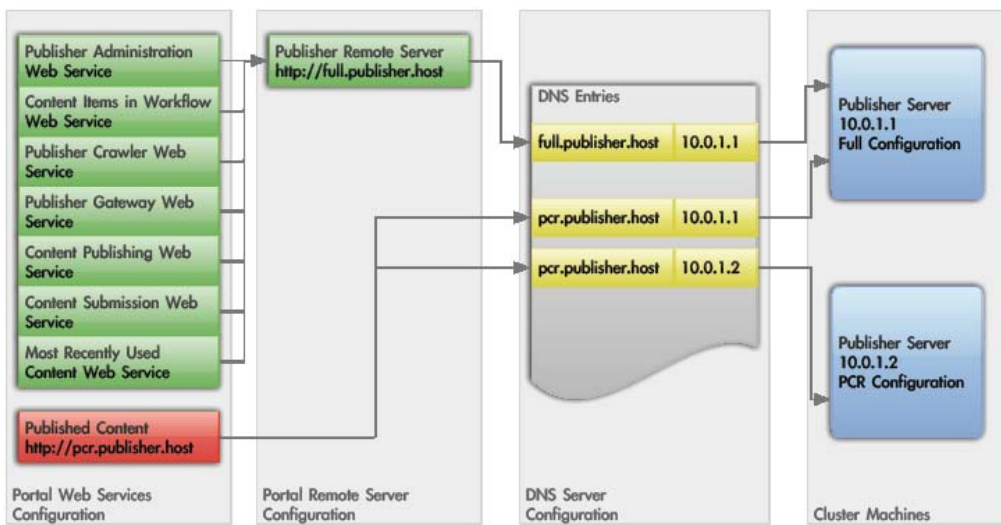 Publisher Administration
Web Service
Content Items in Workflow
Web Service
Publisher Crawler Web
Service
Publisher Gateway Web
Service
Content Publishing Web
Service
Content Submission Web
Service
Most Recently Used
Content Web Service
Published Content
http://pcr.publisher.host
Portal Web Services
Configuration
Publisher Remote Server
http://full.publisher.host
Portal Remote Server
Configuration
DNS Entries
full.publisher.host 10.0.1.1
pcr.publisher.host 10.0.1.1
pcr.publisher.host 10.0.1.2
DNS Server
Configuration
Publisher Server
10.0.1.1
Full Configuration
Publisher Server
10.0.1.2
PCR Configuration
Cluster Machines